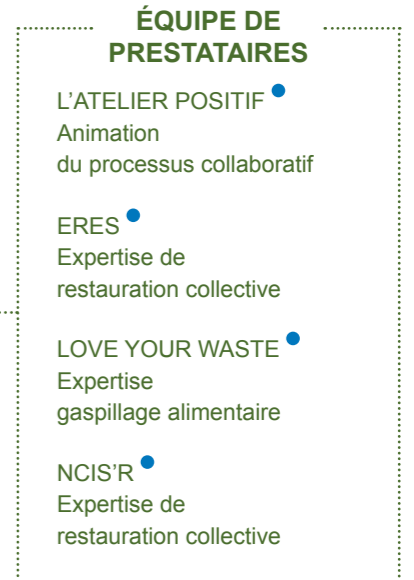 ÉQUIPE DE
PRESTATAIRES
L'ATELIER POSITIF
Animation
du processus collaboratif
ERES
Expertise de
restauration collective
LOVE YOUR WASTE
Expertise
gaspillage alimentaire
NCIS'R
Expertise de
restauration collective